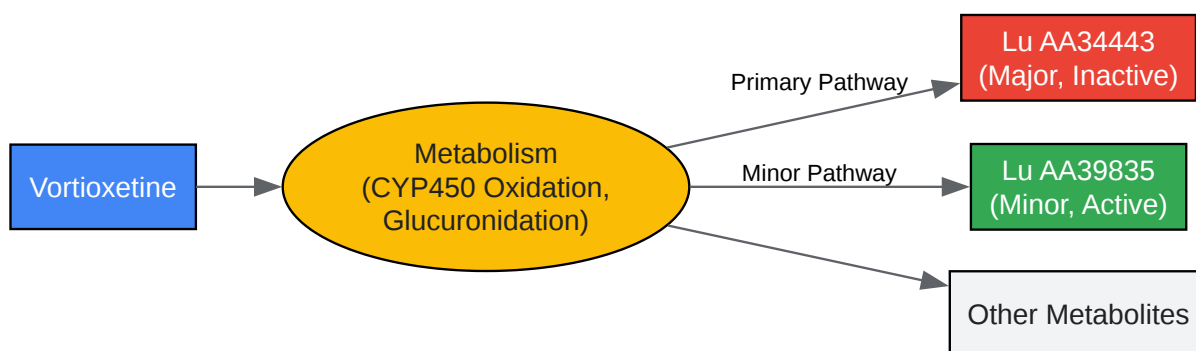 Vortioxetine
Metabolism
(CYP450 Oxidation,
Glucuronidation)
Primary Pathway
Lu AA34443
(Major, Inactive)
Minor Pathway
Lu AA39835
(Minor, Active)
Other Metabolites